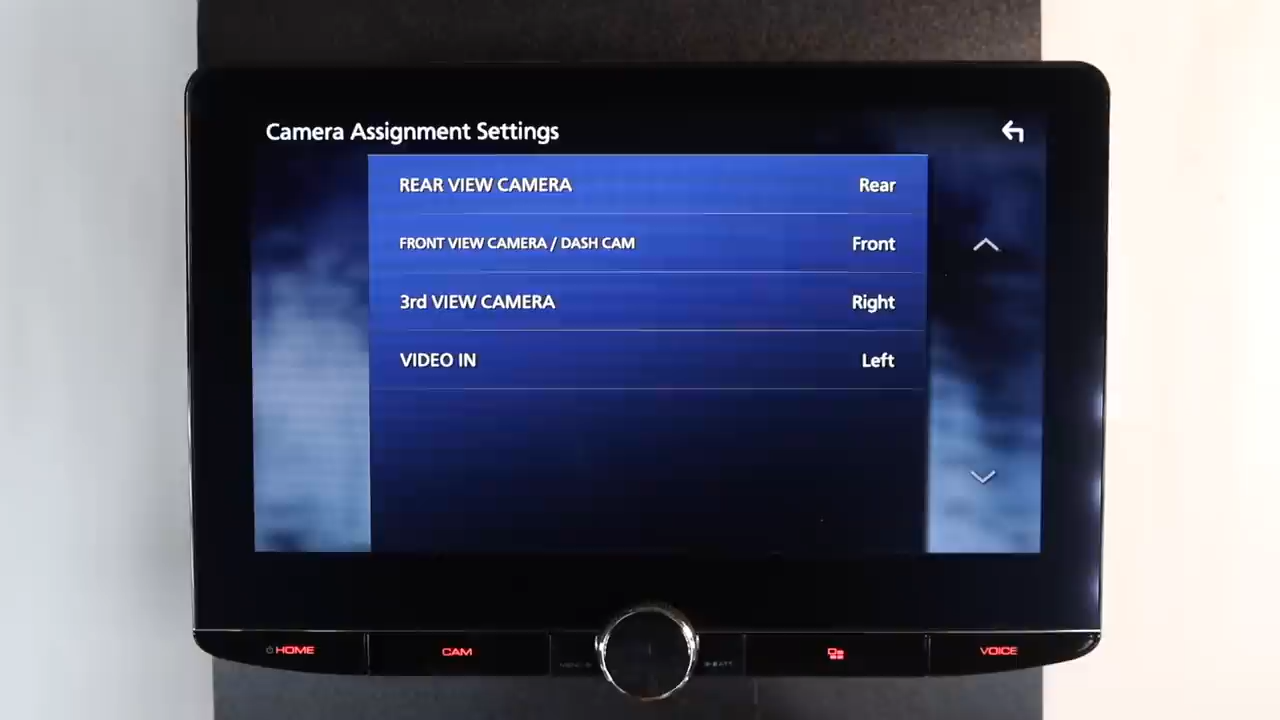 Camera Assignment Settings
REAR VIEW CAMERA Rear
FRONT VIEW CAMERA / DASH CAM Front
3rd VIEW CAMERA Right
VIDEO IN Left
HOME CAM VOICE